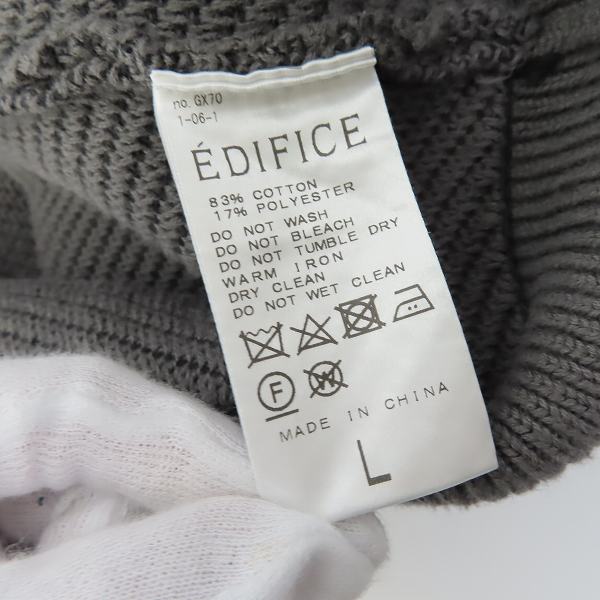 no. GX70
1-06-1
ÉDIFICE
83% COTTON
17% POLYESTER
DO NOT WASH
DO NOT BLEACH
DO NOT TUMBLE DRY
WARM IRON
DRY CLEAN
DO NOT WET CLEAN
F W
MADE IN CHINA
L